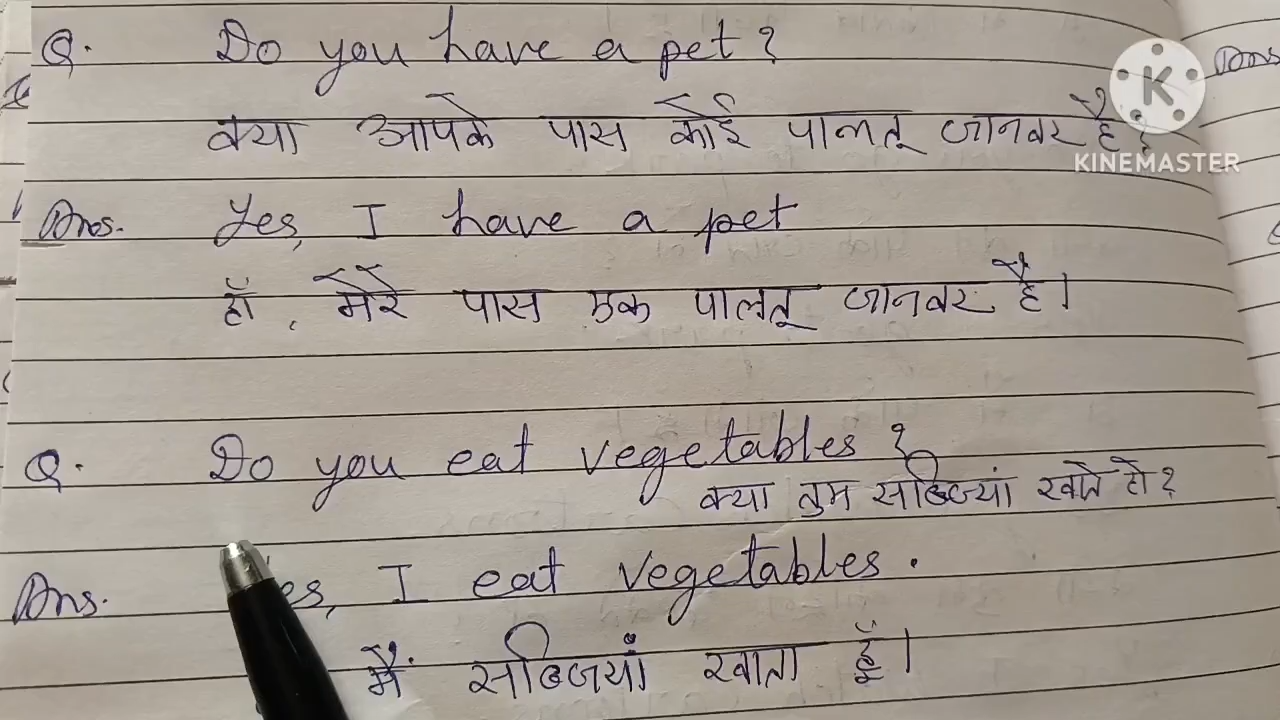 Q. Do you have a pet?
क्या आपके पास कोई पालतू जानवर है?
KINEMASTER
Ans. Yes, I have a pet
हाँ, मेरे पास एक पालतू जानवर है।
Q. Do you eat vegetables?
क्या तुम सब्जियां खाते हो?
Ans. es, I eat vegetables.
मैं सब्जियां खाता हूँ।
Ans